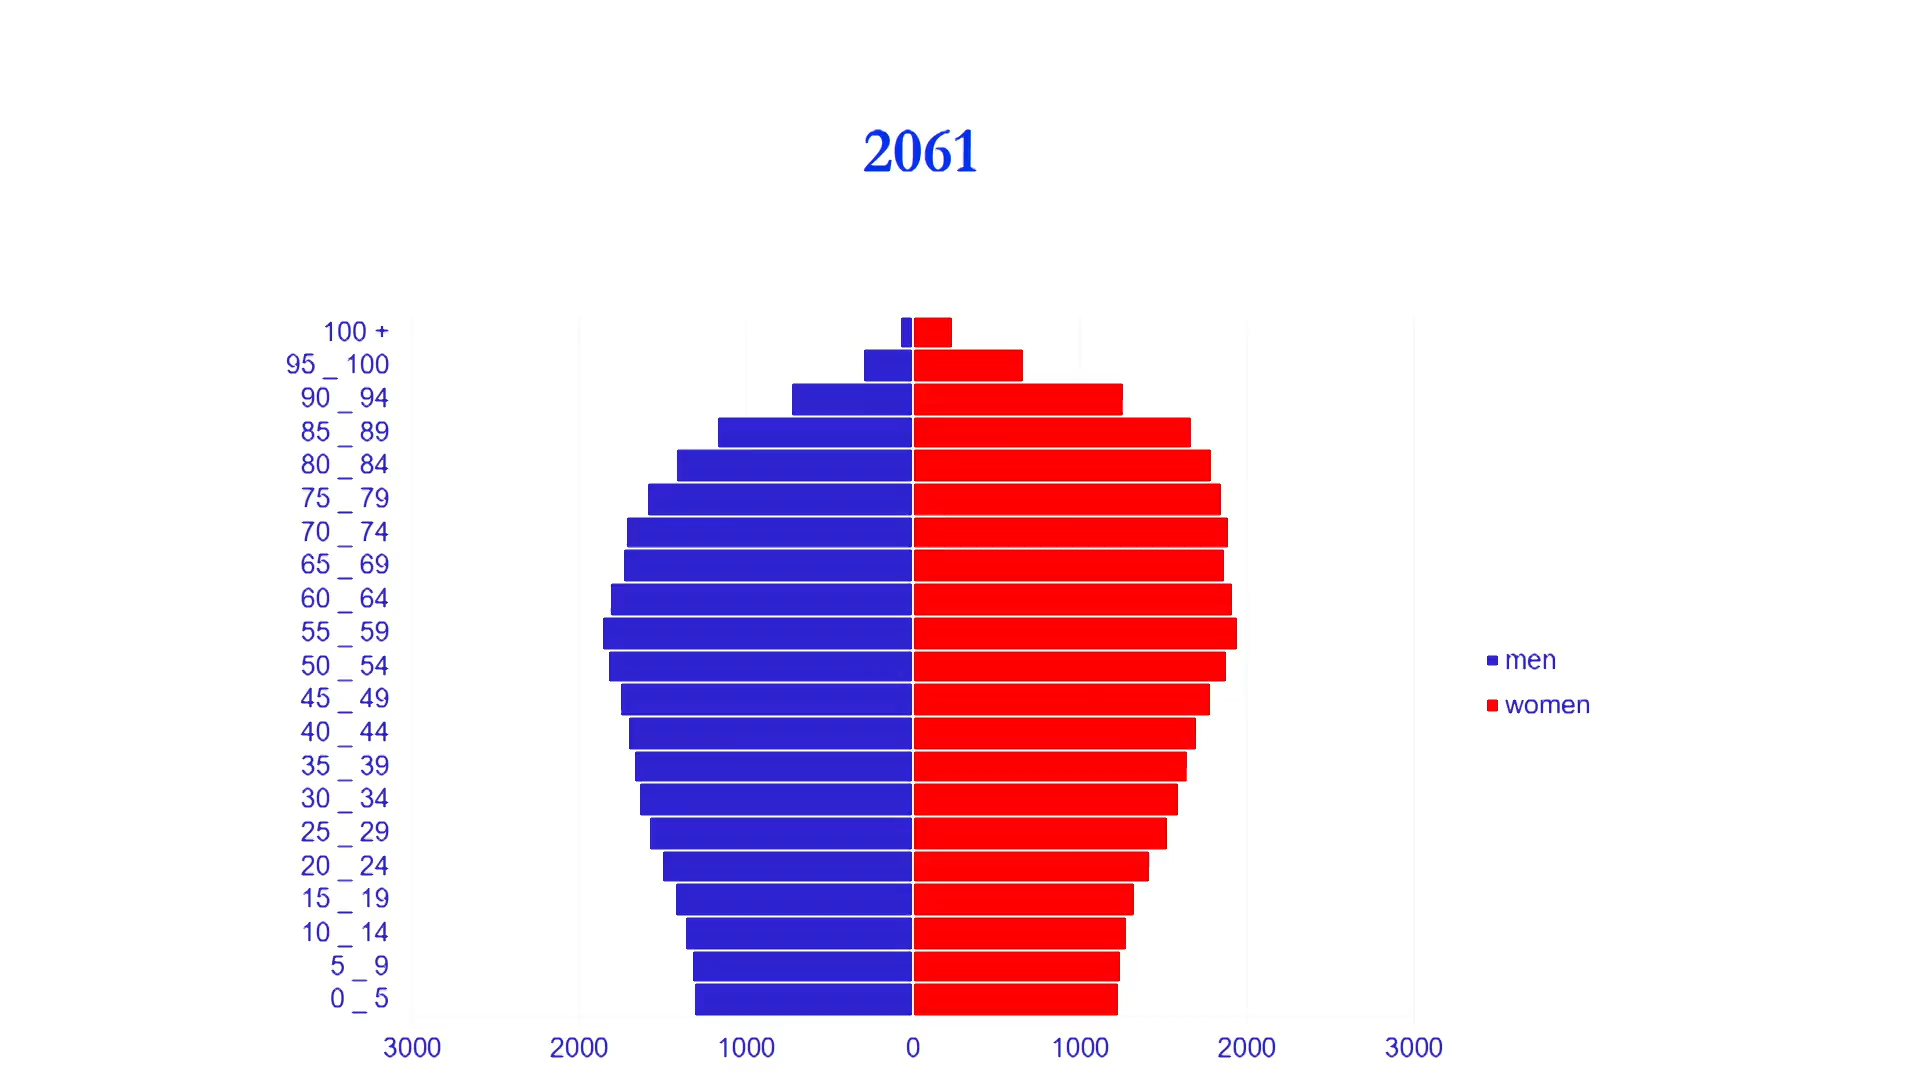 2061
100 +
95 _ 100
90 _ 94
85 _ 89
80 _ 84
75 _ 79
70 _ 74
65 _ 69
60 _ 64
55 _ 59
50 _ 54
45 _ 49
40 _ 44
35 _ 39
30 _ 34
25 _ 29
20 _ 24
15 _ 19
10 _ 14
5 _ 9
0 _ 5
3000 2000 1000 0 1000 2000 3000
men
women